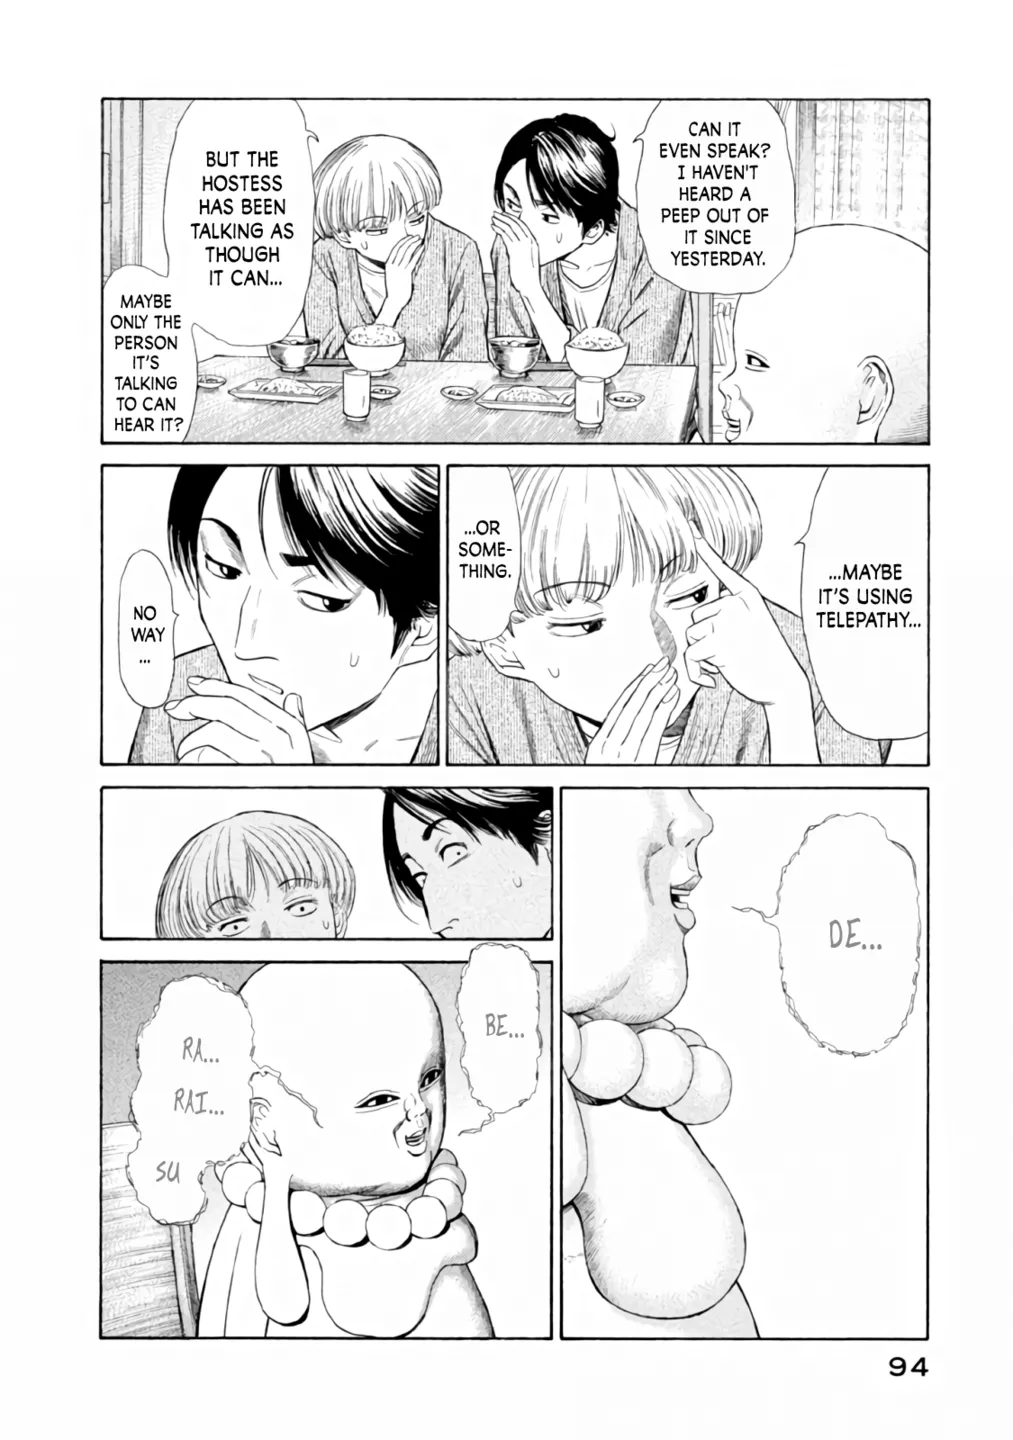 CAN IT
EVEN SPEAK?
I HAVEN'T
HEARD A
PEEP OUT OF
IT SINCE
YESTERDAY.
BUT THE
HOSTESS
HAS BEEN
TALKING AS
THOUGH
IT CAN...
MAYBE
ONLY THE
PERSON
IT'S
TALKING
TO CAN
HEAR IT?
...MAYBE
IT'S USING
TELEPATHY...
...OR
SOME-
THING.
NO
WAY
...
DE...
BE...
RA...
RAI...
SU
94